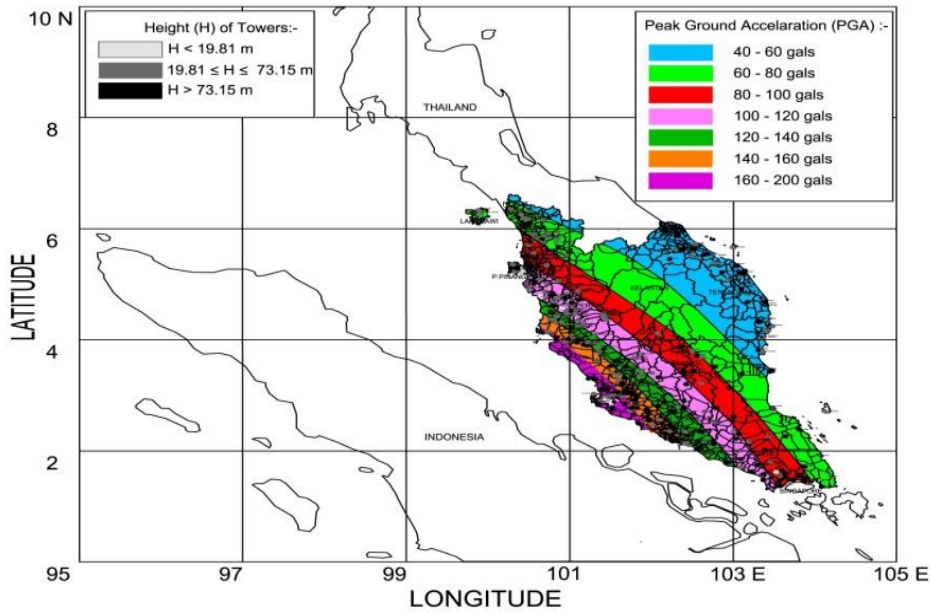 10 N
Height (H) of Towers:-
H < 19.81 m
19.81 ≤ H ≤ 73.15 m
H > 73.15 m
Peak Ground Accelaration (PGA) :-
40 - 60 gals
60 - 80 gals
80 - 100 gals
100 - 120 gals
120 - 140 gals
140 - 160 gals
160 - 200 gals
THAILAND
8
6
LATITUDE
4
INDONESIA
2
SINGAPORE
95
97
99
101
103 E
105 E
LONGITUDE